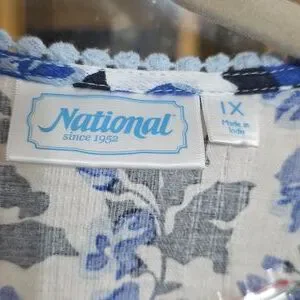 National
since 1952
1X
Made in
India